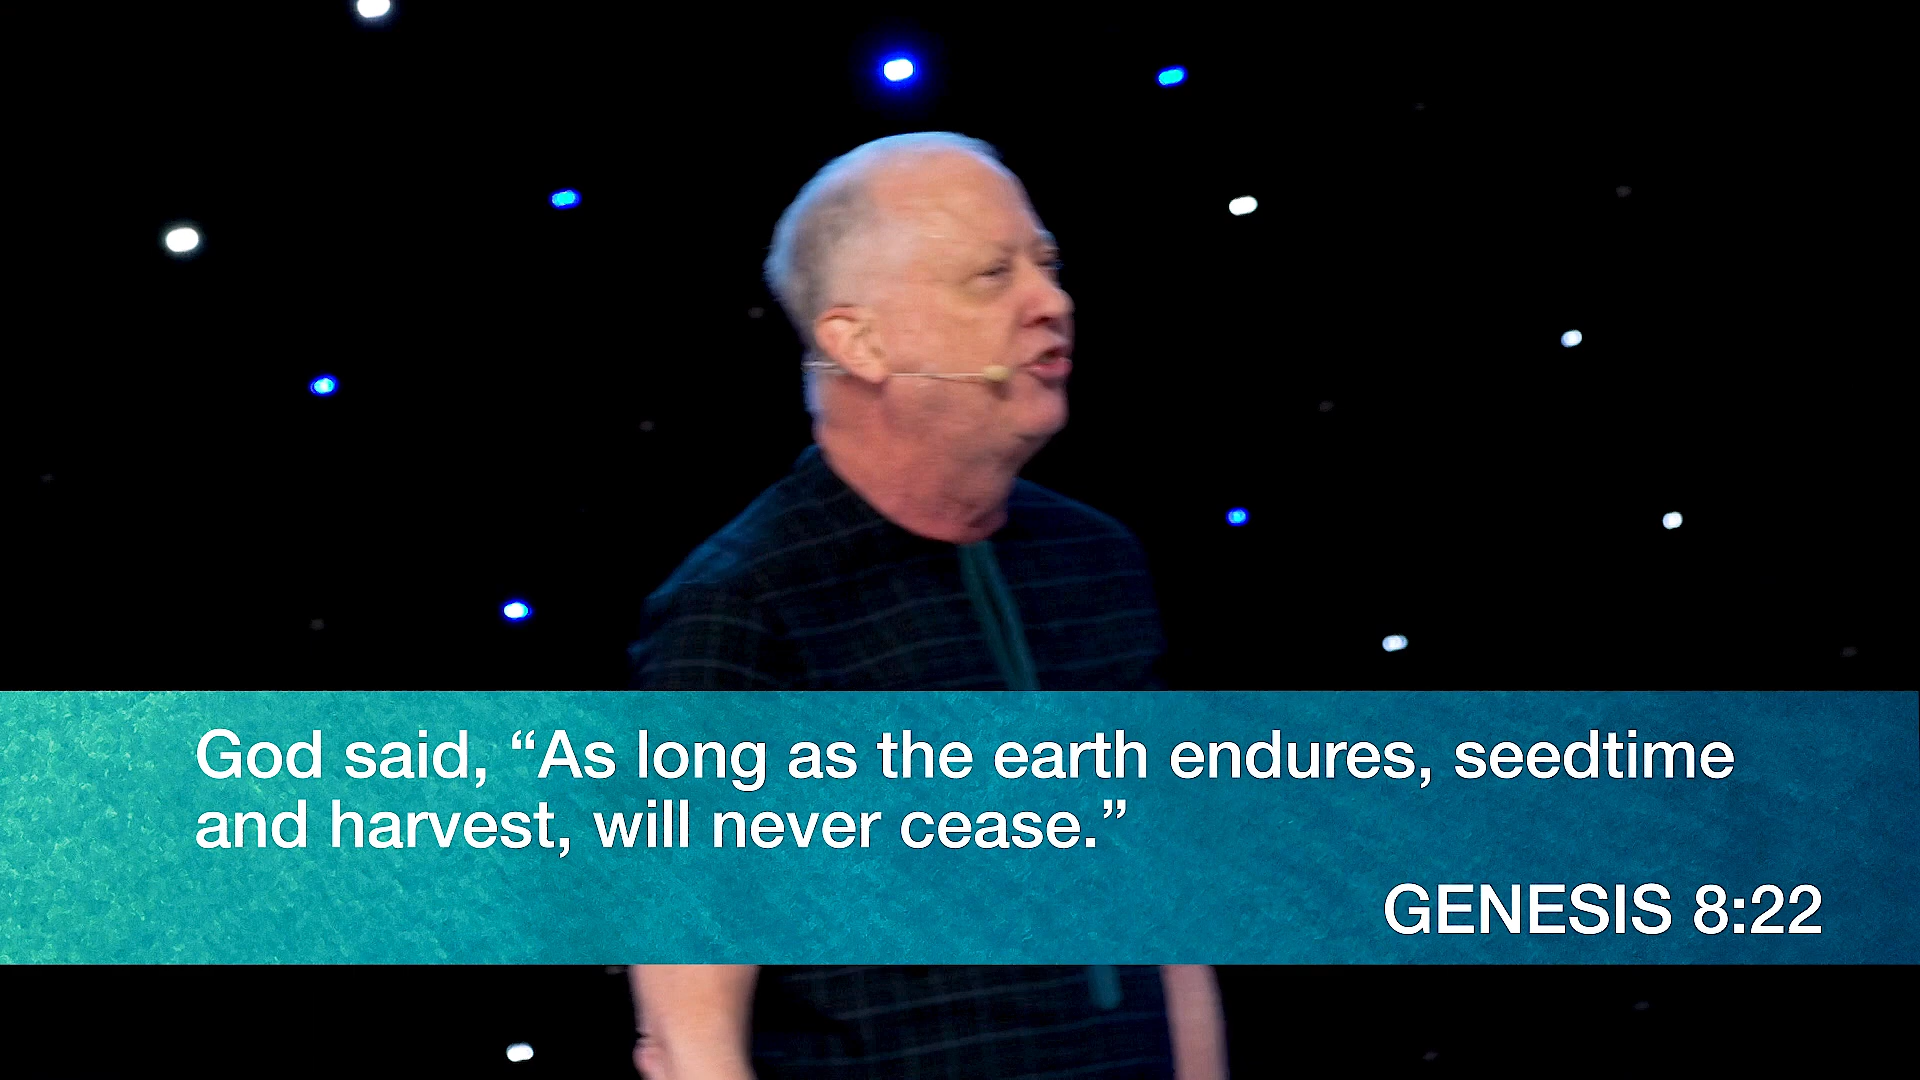 God said, “As long as the earth endures, seedtime
and harvest, will never cease.”
GENESIS 8:22